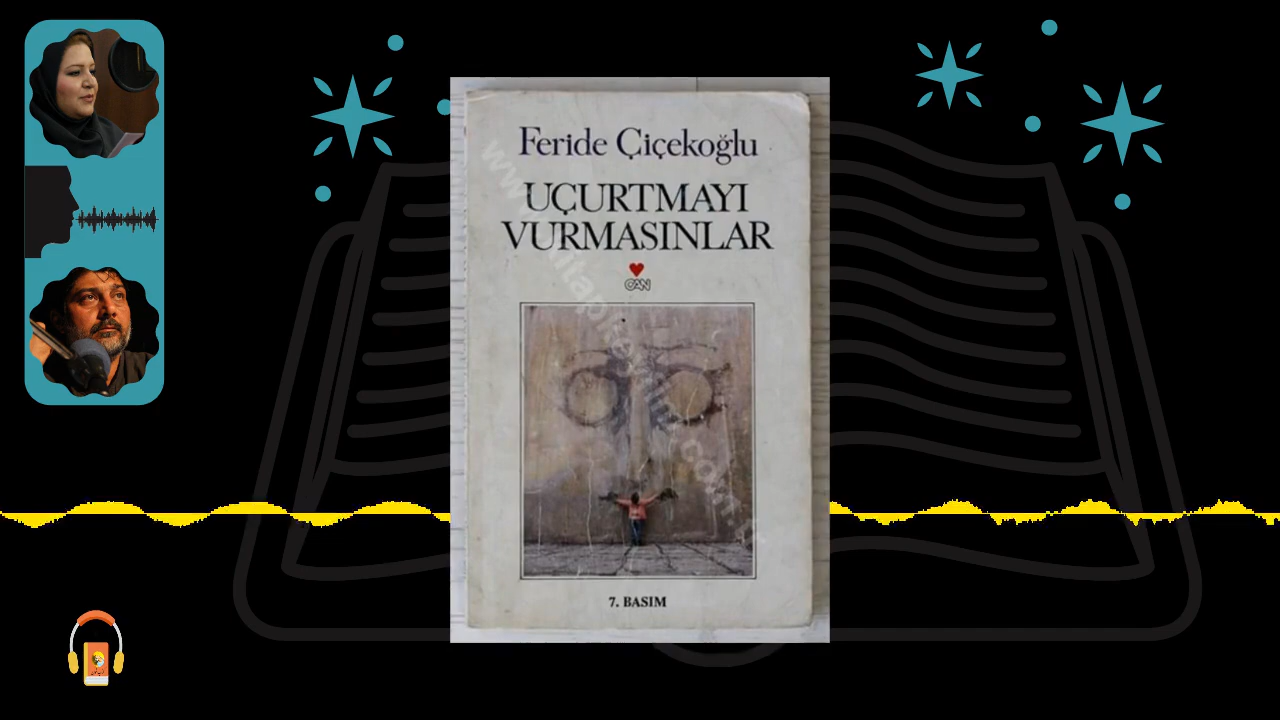 Feride Çiçekoğlu
UÇURTMAYI
VURMASINLAR
CAN
7. BASIM